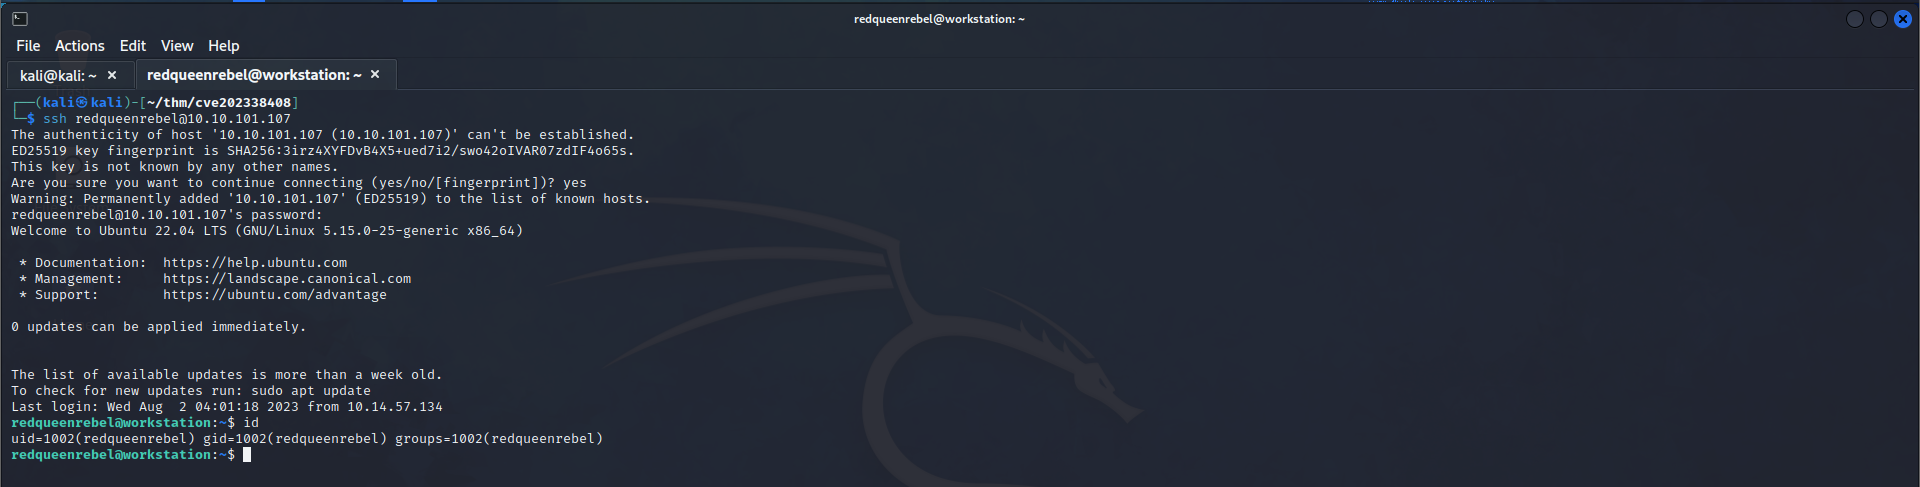 redqueenrebel@workstation: ~
File Actions Edit View Help
kali@kali: ~ × redqueenrebel@workstation: ~ ×
┌──(kali㉿kali)-[~/thm/cve202338408]
└─$ ssh redqueenrebel@10.10.101.107
The authenticity of host '10.10.101.107 (10.10.101.107)' can't be established.
ED25519 key fingerprint is SHA256:3irz4XYFDvB4X5+ued7i2/swo42oIVAR07zdIF4o65s.
This key is not known by any other names.
Are you sure you want to continue connecting (yes/no/[fingerprint])? yes
Warning: Permanently added '10.10.101.107' (ED25519) to the list of known hosts.
redqueenrebel@10.10.101.107's password:
Welcome to Ubuntu 22.04 LTS (GNU/Linux 5.15.0-25-generic x86_64)
* Documentation: https://help.ubuntu.com
* Management: https://landscape.canonical.com
* Support: https://ubuntu.com/advantage
0 updates can be applied immediately.
The list of available updates is more than a week old.
To check for new updates run: sudo apt update
Last login: Wed Aug 2 04:01:18 2023 from 10.14.57.134
redqueenrebel@workstation:~$ id
uid=1002(redqueenrebel) gid=1002(redqueenrebel) groups=1002(redqueenrebel)
redqueenrebel@workstation:~$